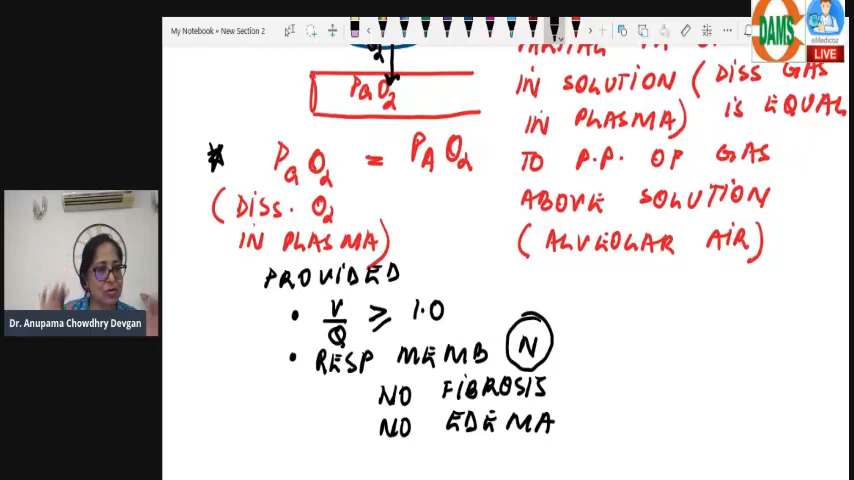 My Notebook » New Section 2
DAMS
eMedicoz
LIVE
O2
PaO2
IN SOLUTION (DISS GAS
IN PLASMA) IS EQUAL
TO P.P. OF GAS
ABOVE SOLUTION
(ALVEOLAR AIR)
PaO2 = PAO2
(DISS. O2
IN PLASMA)
PROVIDED
• V/Q ≥ 1.0
• RESP MEMB N
NO FIBROSIS
NO EDEMA
Dr. Anupama Chowdhry Devgan